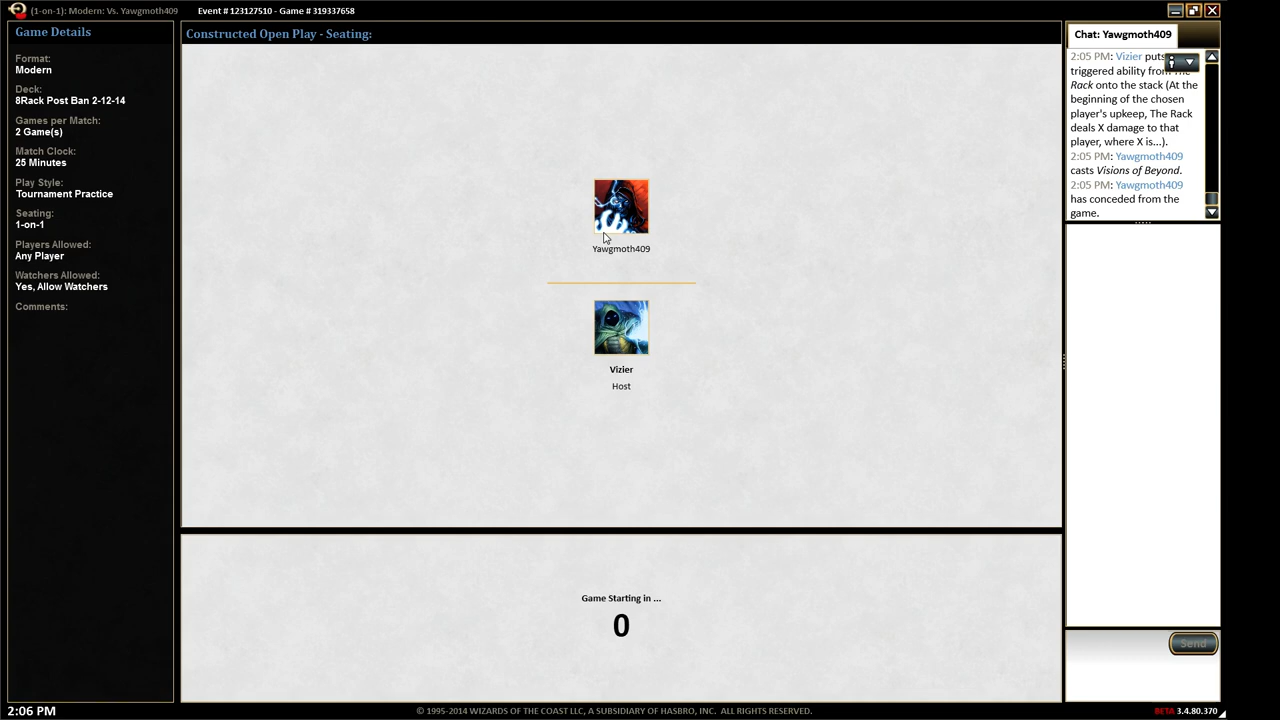 (1-on-1): Modern: Vs. Yawgmoth409 Event # 123127510 - Game # 319337658
Game Details
Format:
Modern
Deck:
8Rack Post Ban 2-12-14
Games per Match:
2 Game(s)
Match Clock:
25 Minutes
Play Style:
Tournament Practice
Seating:
1-on-1
Players Allowed:
Any Player
Watchers Allowed:
Yes, Allow Watchers
Comments:
Constructed Open Play - Seating:
Yawgmoth409
Vizier
Host
Game Starting in ...
0
Chat: Yawgmoth409
2:05 PM: Vizier puts
triggered ability from The
Rack onto the stack (At the
beginning of the chosen
player's upkeep, The Rack
deals X damage to that
player, where X is...).
2:05 PM: Yawgmoth409
casts Visions of Beyond.
2:05 PM: Yawgmoth409
has conceded from the
game.
Send
2:06 PM
© 1995-2014 WIZARDS OF THE COAST LLC, A SUBSIDIARY OF HASBRO, INC. ALL RIGHTS RESERVED.
BETA 3.4.80.370